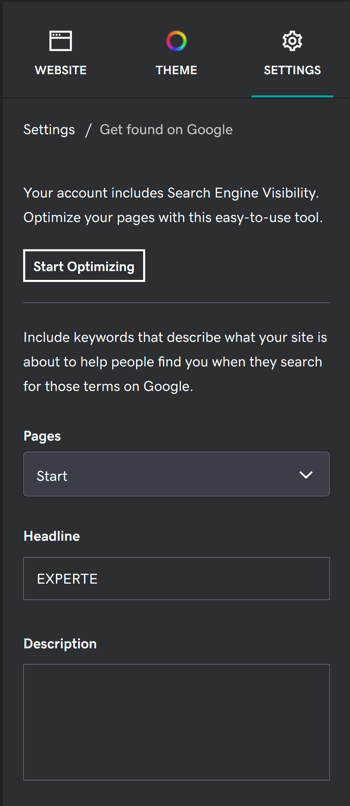 WEBSITE THEME SETTINGS
Settings / Get found on Google
Your account includes Search Engine Visibility.
Optimize your pages with this easy-to-use tool.
Start Optimizing
Include keywords that describe what your site is
about to help people find you when they search
for those terms on Google.
Pages
Start
Headline
EXPERTE
Description